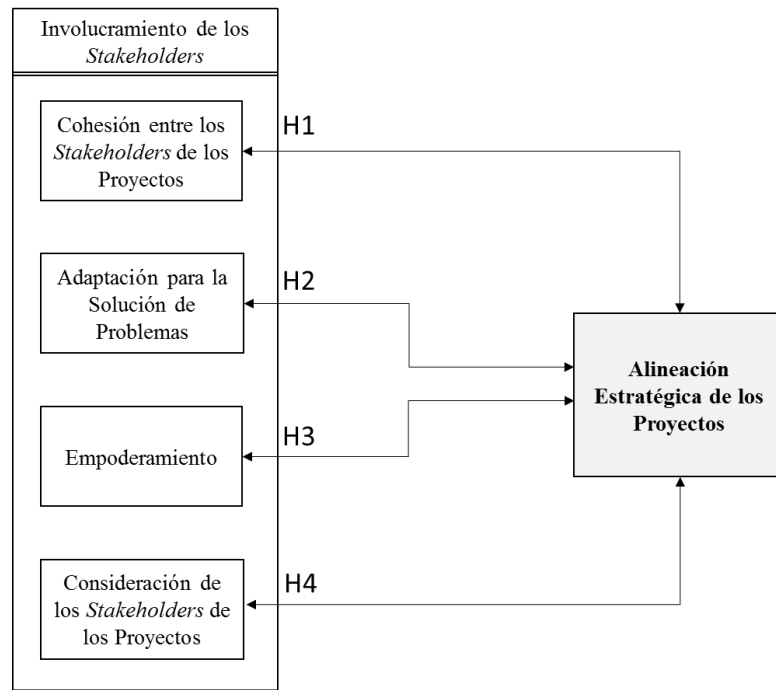 Involucramiento de los
Stakeholders
Cohesión entre los
Stakeholders de los
Proyectos
H1
Adaptación para la
Solución de
Problemas
H2
Alineación
Estratégica de los
Proyectos
Empoderamiento
H3
Consideración de
los Stakeholders de
los Proyectos
H4